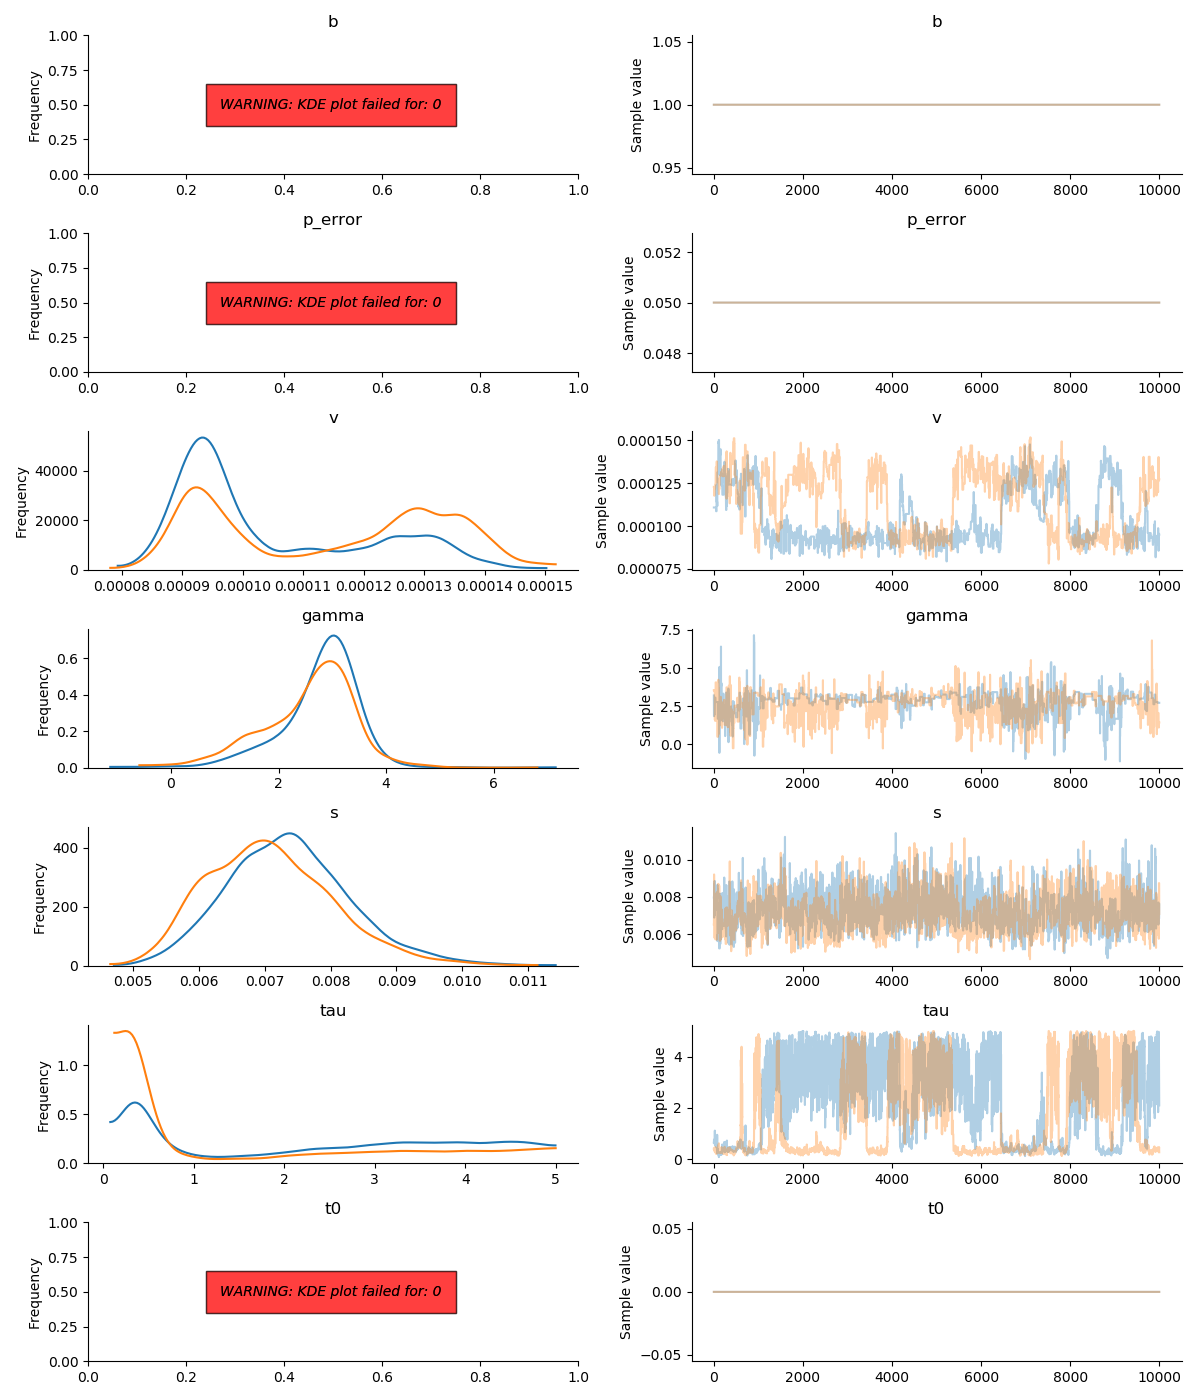 b
b
1.00
0.75
0.50
0.25
0.00
Frequency
WARNING: KDE plot failed for: 0
0.0 0.2 0.4 0.6 0.8 1.0
1.05
1.00
0.95
Sample value
0 2000 4000 6000 8000 10000
p_error
p_error
1.00
0.75
0.50
0.25
0.00
Frequency
WARNING: KDE plot failed for: 0
0.0 0.2 0.4 0.6 0.8 1.0
0.052
0.050
0.048
Sample value
0 2000 4000 6000 8000 10000
v
v
40000
20000
0
Frequency
0.00008 0.00009 0.00010 0.00011 0.00012 0.00013 0.00014 0.00015
0.000150
0.000125
0.000100
0.000075
Sample value
0 2000 4000 6000 8000 10000
gamma
gamma
0.6
0.4
0.2
0.0
Frequency
0 2 4 6
7.5
5.0
2.5
0.0
Sample value
0 2000 4000 6000 8000 10000
s
s
400
200
0
Frequency
0.005 0.006 0.007 0.008 0.009 0.010 0.011
0.010
0.008
0.006
Sample value
0 2000 4000 6000 8000 10000
tau
tau
1.0
0.5
0.0
Frequency
0 1 2 3 4 5
4
2
0
Sample value
0 2000 4000 6000 8000 10000
t0
t0
1.00
0.75
0.50
0.25
0.00
Frequency
WARNING: KDE plot failed for: 0
0.0 0.2 0.4 0.6 0.8 1.0
0.05
0.00
−0.05
Sample value
0 2000 4000 6000 8000 10000